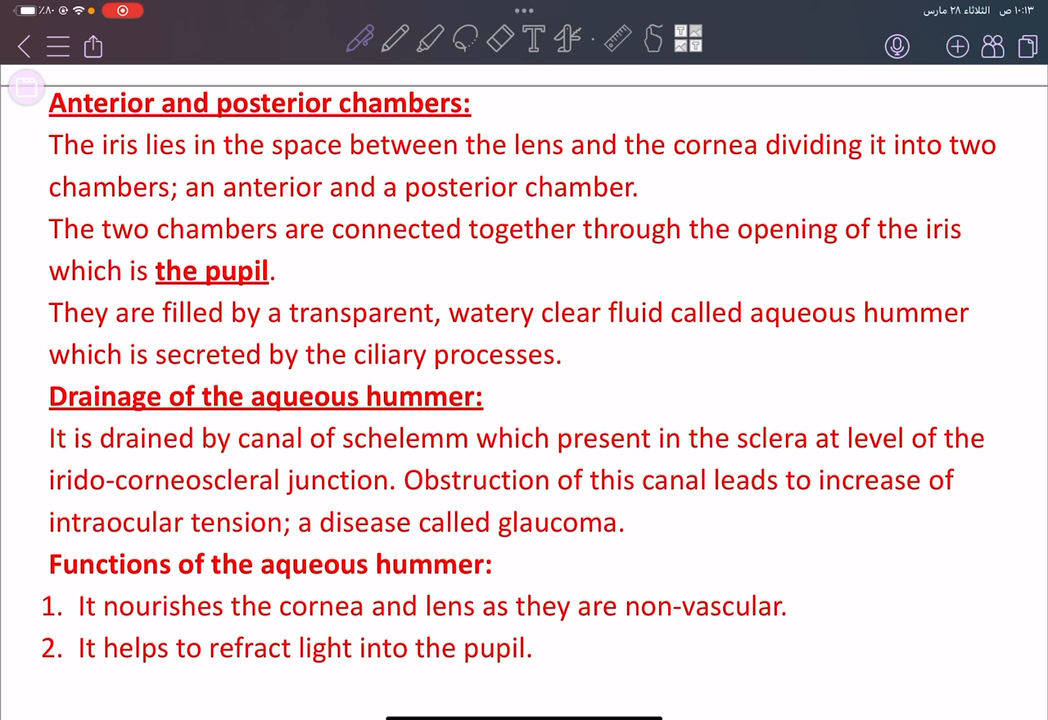 ٪٨٠ ١٠:١٣ ص الثلاثاء ٢٨ مارس
Anterior and posterior chambers:
The iris lies in the space between the lens and the cornea dividing it into two
chambers; an anterior and a posterior chamber.
The two chambers are connected together through the opening of the iris
which is the pupil.
They are filled by a transparent, watery clear fluid called aqueous hummer
which is secreted by the ciliary processes.
Drainage of the aqueous hummer:
It is drained by canal of schelemm which present in the sclera at level of the
irido-corneoscleral junction. Obstruction of this canal leads to increase of
intraocular tension; a disease called glaucoma.
Functions of the aqueous hummer:
1. It nourishes the cornea and lens as they are non-vascular.
2. It helps to refract light into the pupil.